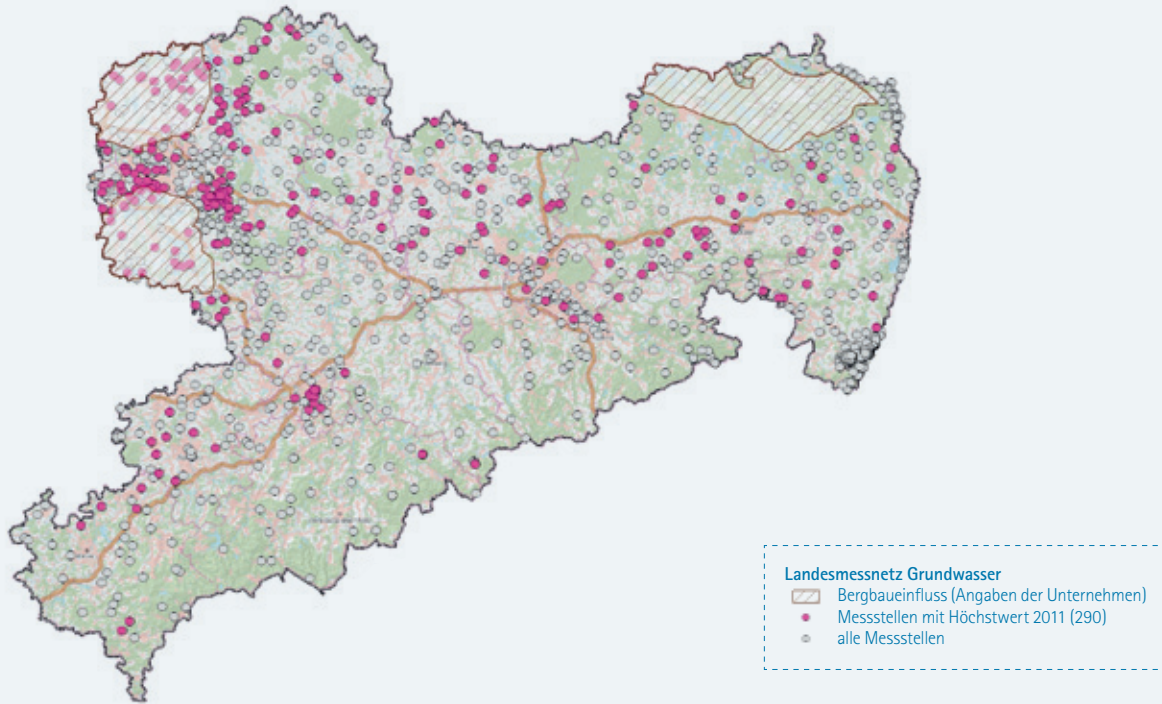 Landesmessnetz Grundwasser
Bergbaueinfluss (Angaben der Unternehmen)
Messstellen mit Höchstwert 2011 (290)
alle Messstellen